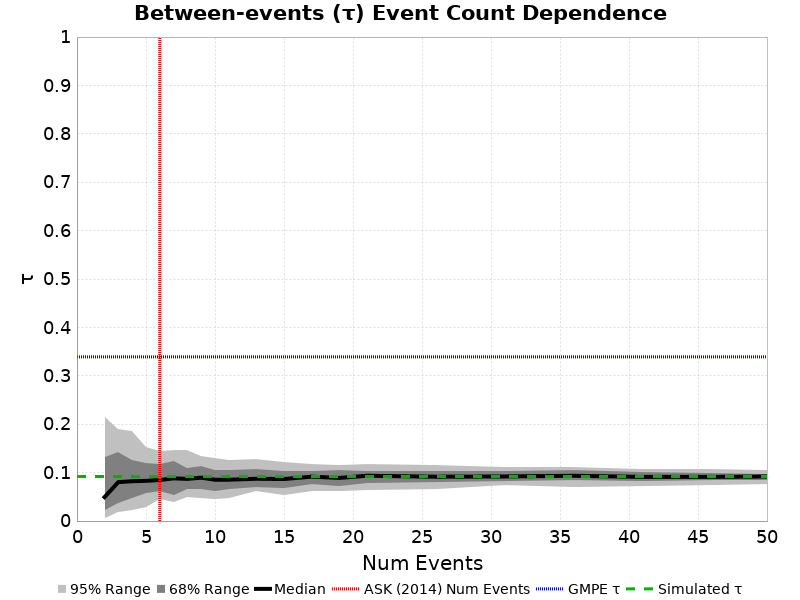 Between-events (τ) Event Count Dependence
1
0.9
0.8
0.7
0.6
0.5
0.4
0.3
0.2
0.1
0
τ
0 5 10 15 20 25 30 35 40 45 50
Num Events
95% Range 68% Range Median ASK (2014) Num Events GMPE τ Simulated τ